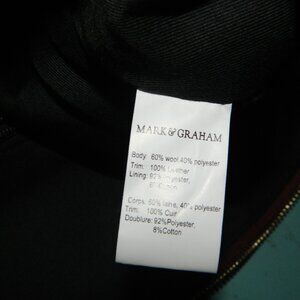 MARK & GRAHAM
Body: 60% wool 40% polyester
Trim: 100% Leather
Lining: 92% polyester,
8% Cotton
Corps: 60% laine, 40% polyester
Trim: 100% Cuir
Doublure: 92%Polyester,
8%Cotton